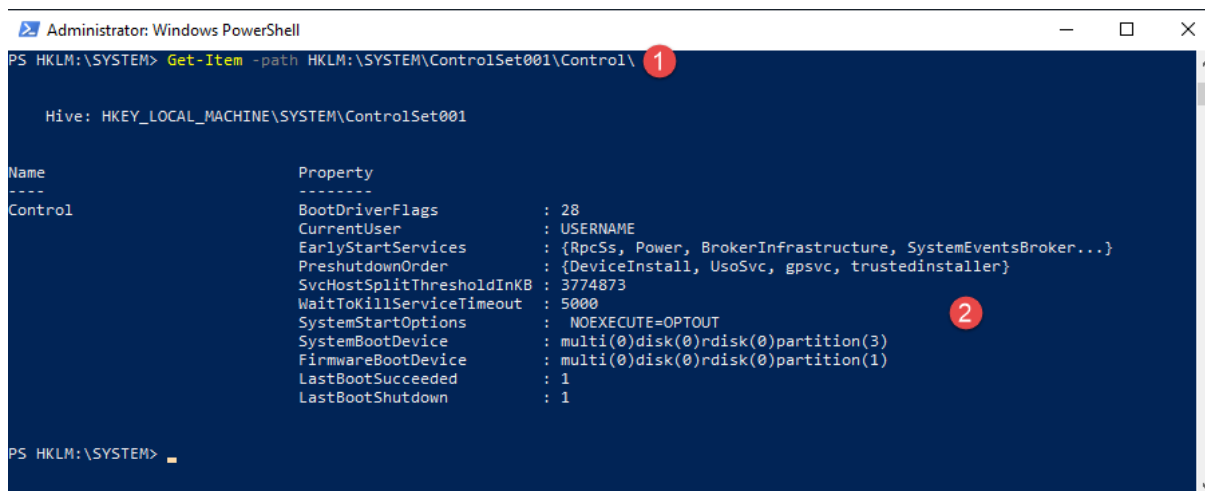 Administrator: Windows PowerShell
PS HKLM:\SYSTEM> Get-Item -path HKLM:\SYSTEM\ControlSet001\Control\ 1
Hive: HKEY_LOCAL_MACHINE\SYSTEM\ControlSet001
Name Property
---- --------
Control BootDriverFlags : 28
CurrentUser : USERNAME
EarlyStartServices : {RpcSs, Power, BrokerInfrastructure, SystemEventsBroker...}
PreshutdownOrder : {DeviceInstall, UsoSvc, gpsvc, trustedinstaller}
SvcHostSplitThresholdInKB : 3774873
WaitToKillServiceTimeout : 5000
SystemStartOptions : NOEXECUTE=OPTOUT 2
SystemBootDevice : multi(0)disk(0)rdisk(0)partition(3)
FirmwareBootDevice : multi(0)disk(0)rdisk(0)partition(1)
LastBootSucceeded : 1
LastBootShutdown : 1
PS HKLM:\SYSTEM>